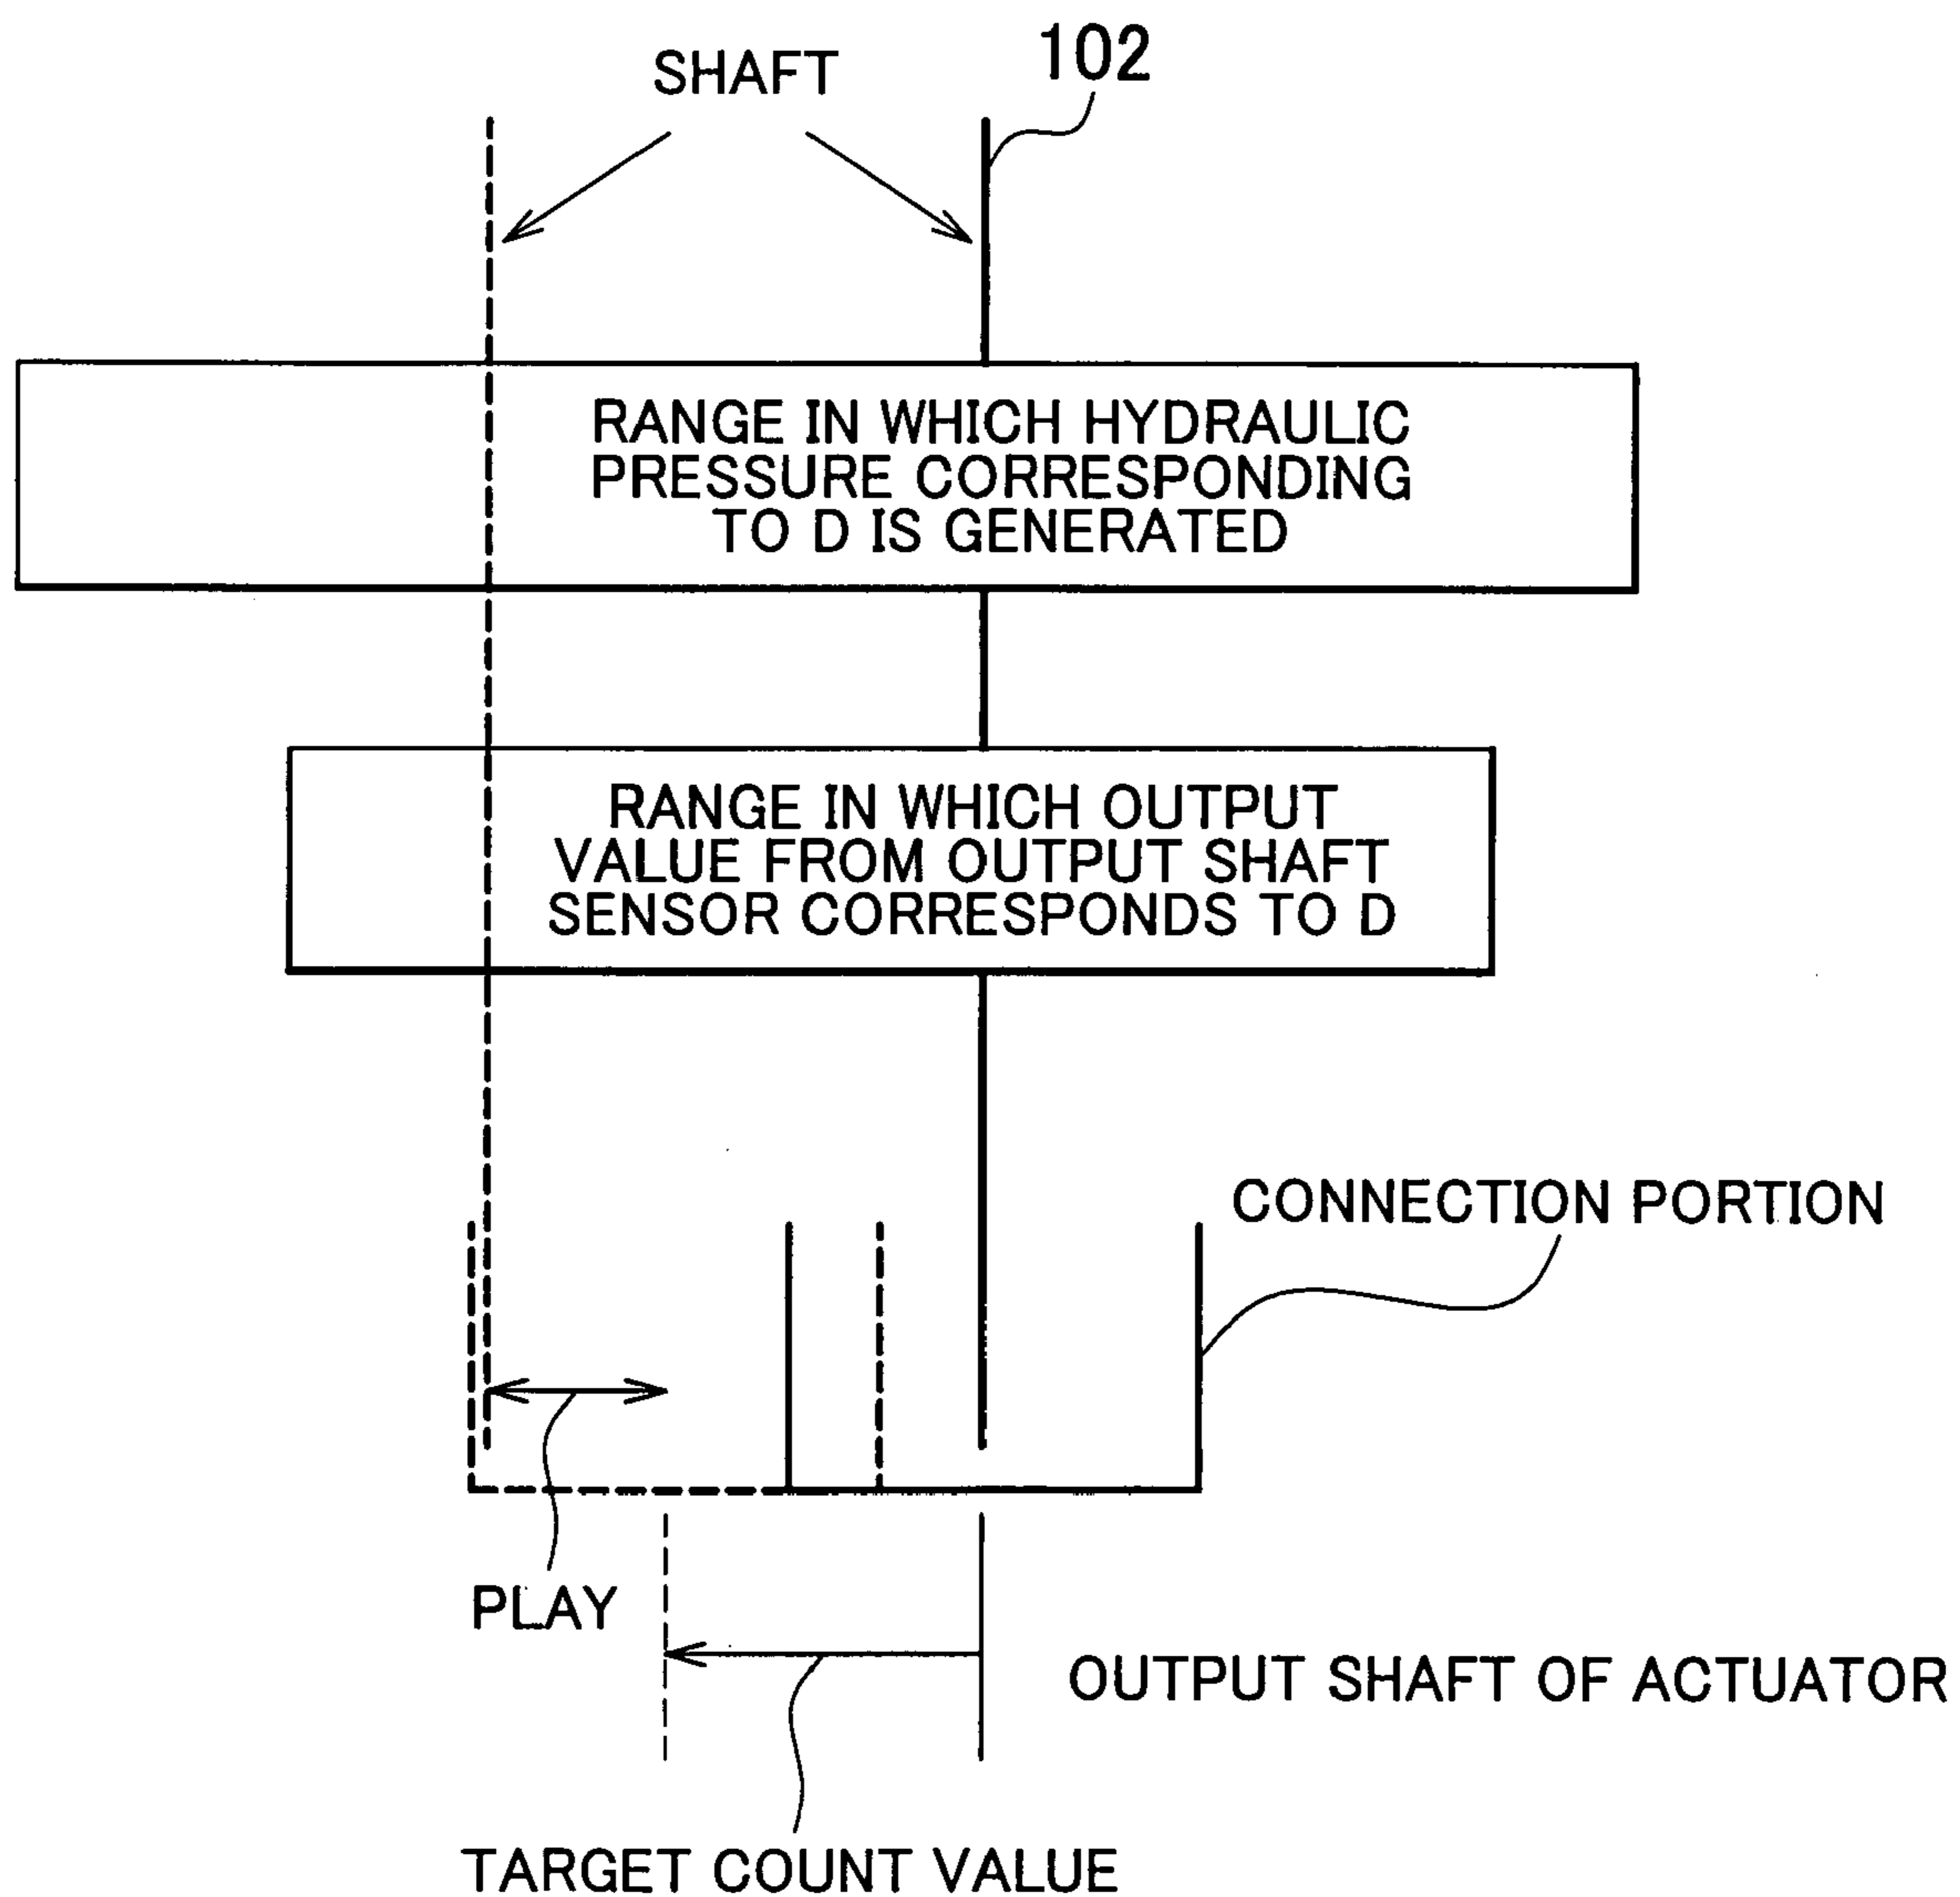 SHAFT
102
RANGE IN WHICH HYDRAULIC
PRESSURE CORRESPONDING
TO D IS GENERATED
RANGE IN WHICH OUTPUT
VALUE FROM OUTPUT SHAFT
SENSOR CORRESPONDS TO D
CONNECTION PORTION
PLAY
OUTPUT SHAFT OF ACTUATOR
TARGET COUNT VALUE